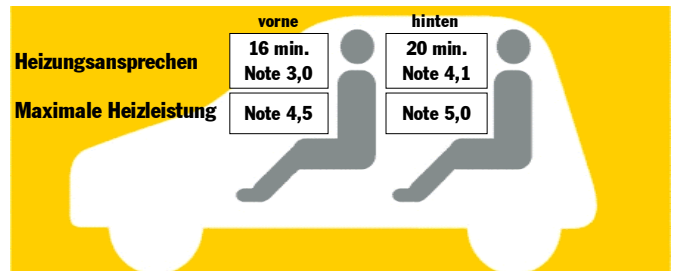 vorne hinten
Heizungsansprechen 16 min. 20 min.
Note 3,0 Note 4,1
Maximale Heizleistung Note 4,5 Note 5,0